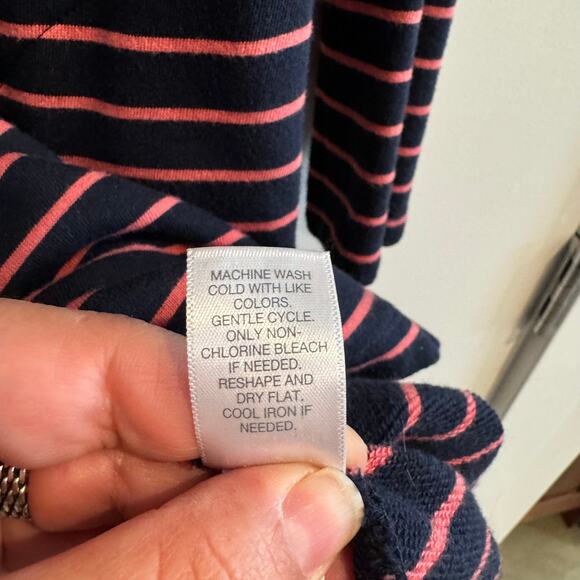 MACHINE WASH
COLD WITH LIKE
COLORS.
GENTLE CYCLE.
ONLY NON-
CHLORINE BLEACH
IF NEEDED.
RESHAPE AND
DRY FLAT.
COOL IRON IF
NEEDED.